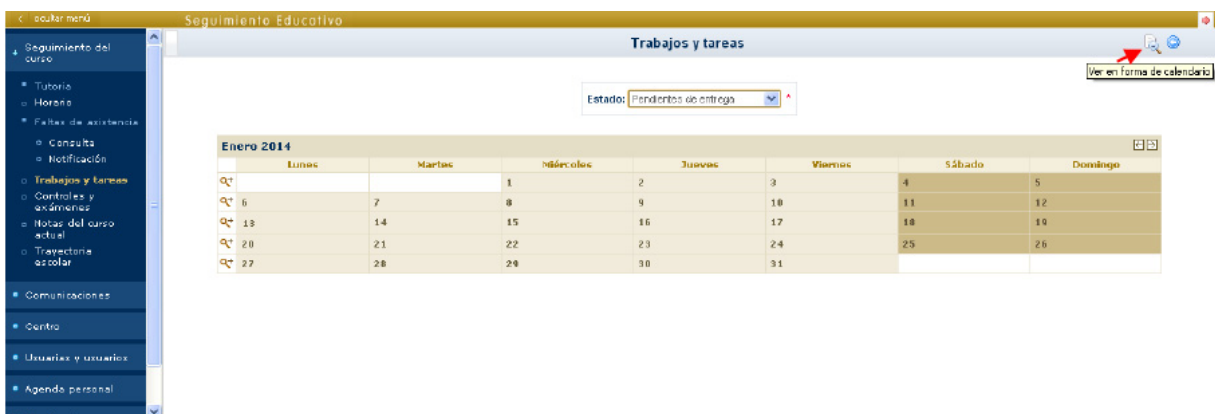 ocultar menú
Seguimiento Educativo
Seguimiento del
curso
Tutoría
Horario
Faltas de asistencia
Consulta
Notificación
Trabajos y tareas
Controles y
exámenes
Notas del curso
actual
Trayectoria
escolar
Comunicaciones
Centro
Usuarias y usuarios
Agenda personal
Trabajos y tareas
Ver en forma de calendario
Estado: Pendientes de entrega *
Enero 2014
Lunes Martes Miércoles Jueves Viernes Sábado Domingo
1 2 3 4 5
6 7 8 9 10 11 12
13 14 15 16 17 18 19
20 21 22 23 24 25 26
27 28 29 30 31